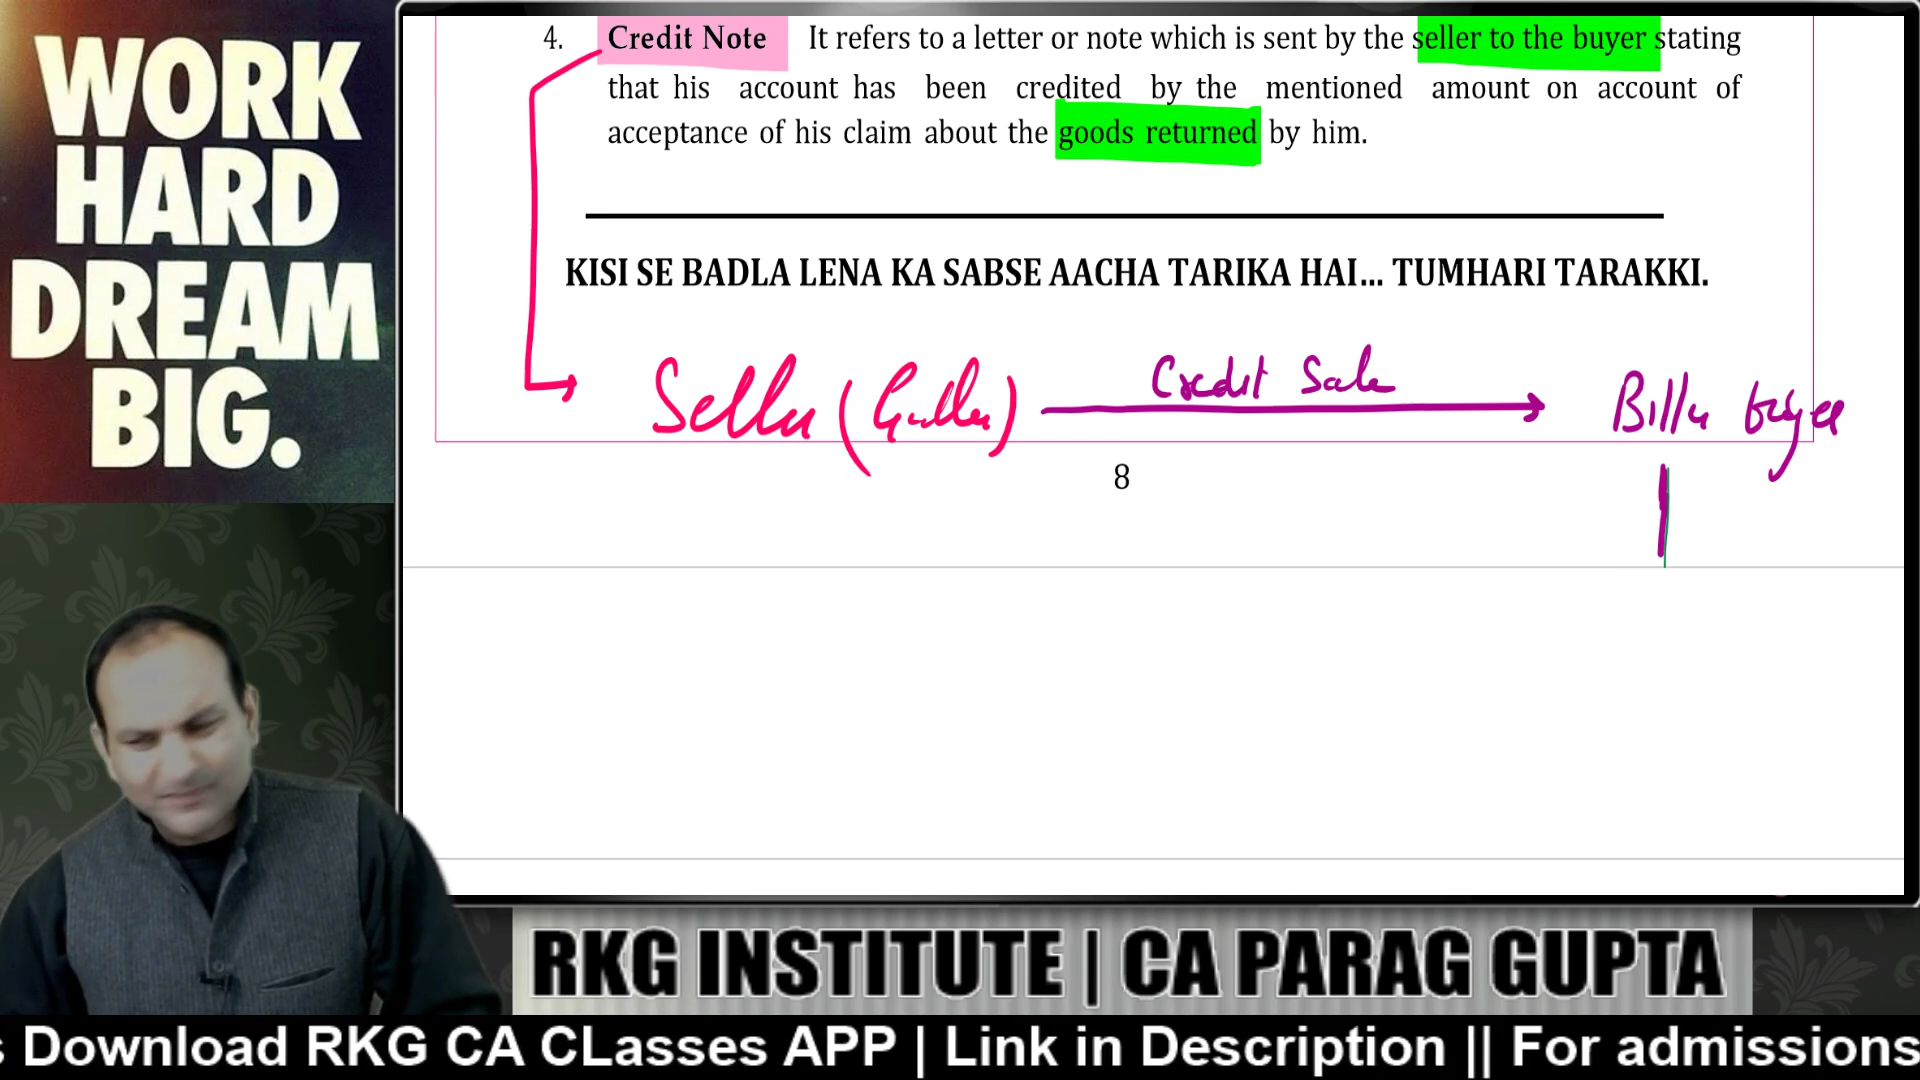 WORK
HARD
DREAM
BIG.
4. Credit Note It refers to a letter or note which is sent by the seller to the buyer stating
that his account has been credited by the mentioned amount on account of
acceptance of his claim about the goods returned by him.
KISI SE BADLA LENA KA SABSE AACHA TARIKA HAI... TUMHARI TARAKKI.
Credit Sale
Seller
8
RKG INSTITUTE | CA PARAG GUPTA
Download RKG CA CLasses APP | Link in Description || For admissions